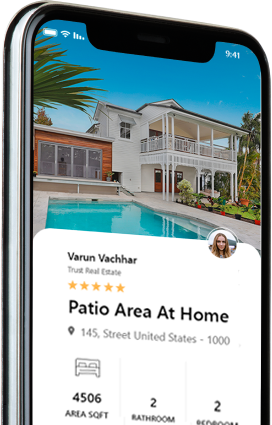 9:41
Varun Vachhar
Trust Real Estate
Patio Area At Home
145, Street United States - 1000
4506
AREA SQFT
2
BATHROOM
2
BEDROOM